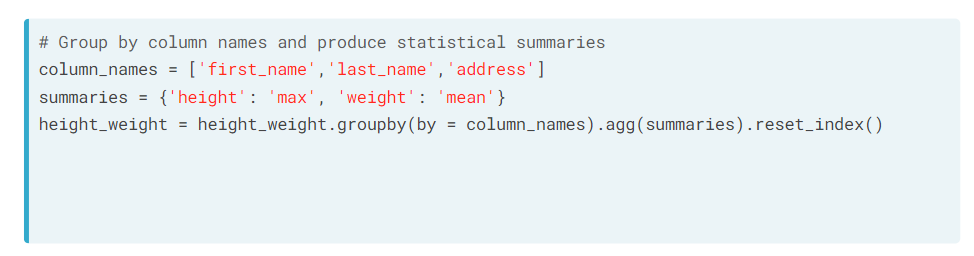 # Group by column names and produce statistical summaries
column_names = ['first_name','last_name','address']
summaries = {'height': 'max', 'weight': 'mean'}
height_weight = height_weight.groupby(by = column_names).agg(summaries).reset_index()